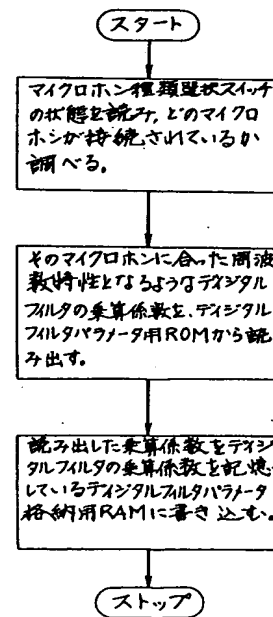 スタート
マイクロホン種類選択スイッチ
の状態を読み、どのマイクロ
ホンが接続されているか
調べる。
そのマイクロホンに合った周波
数特性となるようなディジタル
フィルタの乗算係数を、ディジタル
フィルタパラメータ用ROMから読
み出す。
読み出した乗算係数をディジ
タルフィルタの乗算係数を記憶
しているディジタルフィルタパラメータ
格納用RAMに書き込む。
ストップ